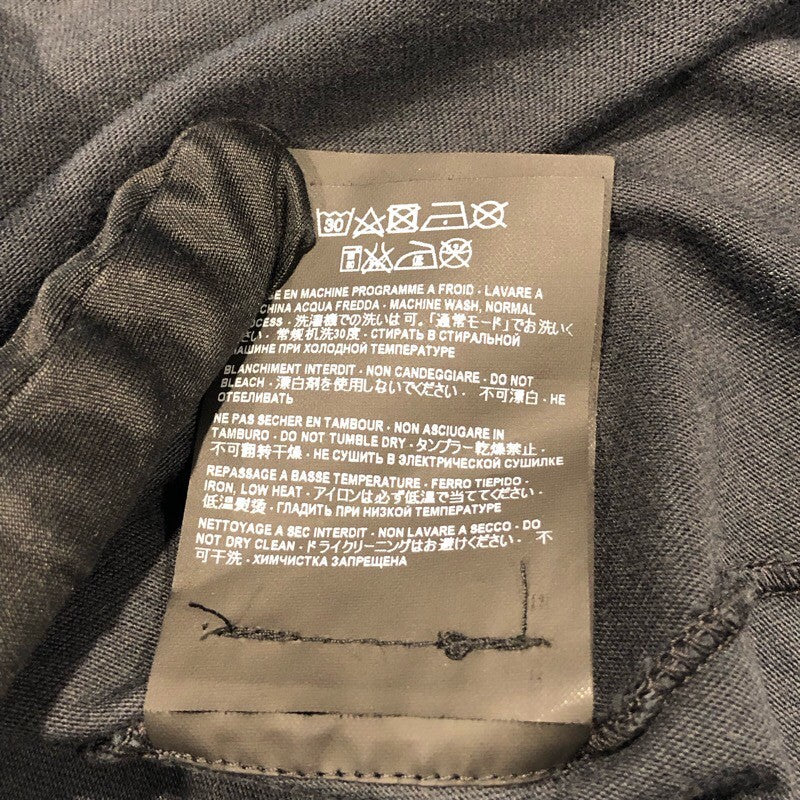 30
EN MACHINE PROGRAMME A FROID - LAVARE A
ACQUA FREDDA - MACHINE WASH, NORMAL
洗濯機での洗いは可。「通常モード」でお洗いく
常规机洗30度 - СТИРАТЬ В СТИРАЛЬНОЙ
ПРИ ХОЛОДНОЙ ТЕМПЕРАТУРЕ
BLANCHIMENT INTERDIT - NON CANDEGGIARE - DO NOT
BLEACH - 漂白剤を使用しないでください - 不可漂白 - НЕ
ОТБЕЛИВАТЬ
NE PAS SECHER EN TAMBOUR - NON ASCIUGARE IN
TAMBURO - DO NOT TUMBLE DRY - タンブラー乾燥禁止 -
不可翻转干燥 - НЕ СУШИТЬ В ЭЛЕКТРИЧЕСКОЙ СУШИЛКЕ
REPASSAGE A BASSE TEMPERATURE - FERRO TIEPIDO -
IRON, LOW HEAT - アイロンは必ず低温で当ててください -
低温熨烫 - ГЛАДИТЬ ПРИ НИЗКОЙ ТЕМПЕРАТУРЕ
NETTOYAGE A SEC INTERDIT - NON LAVARE A SECCO - DO
NOT DRY CLEAN - ドライクリーニングはお避けください - 不
可干洗 - ХИМЧИСТКА ЗАПРЕЩЕНА